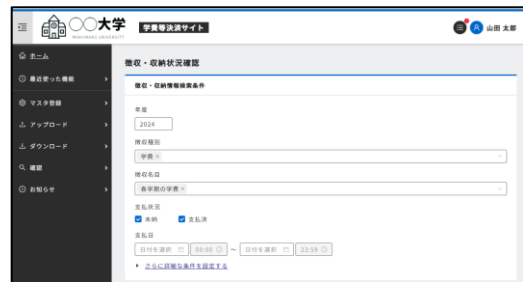 〇〇大学
MARUMARU UNIVERSITY
学費等決済サイト
山田 太郎
ホーム
最近使った機能
マスタ登録
アップロード
ダウンロード
確認
お知らせ
徴収・収納状況確認
徴収・収納情報検索条件
年度
2024
徴収種別
学費 ×
徴収名目
春学期の学費 ×
支払状況
未納 支払済
支払日
日付を選択 00:00 ~ 日付を選択 23:59
さらに詳細な条件を設定する